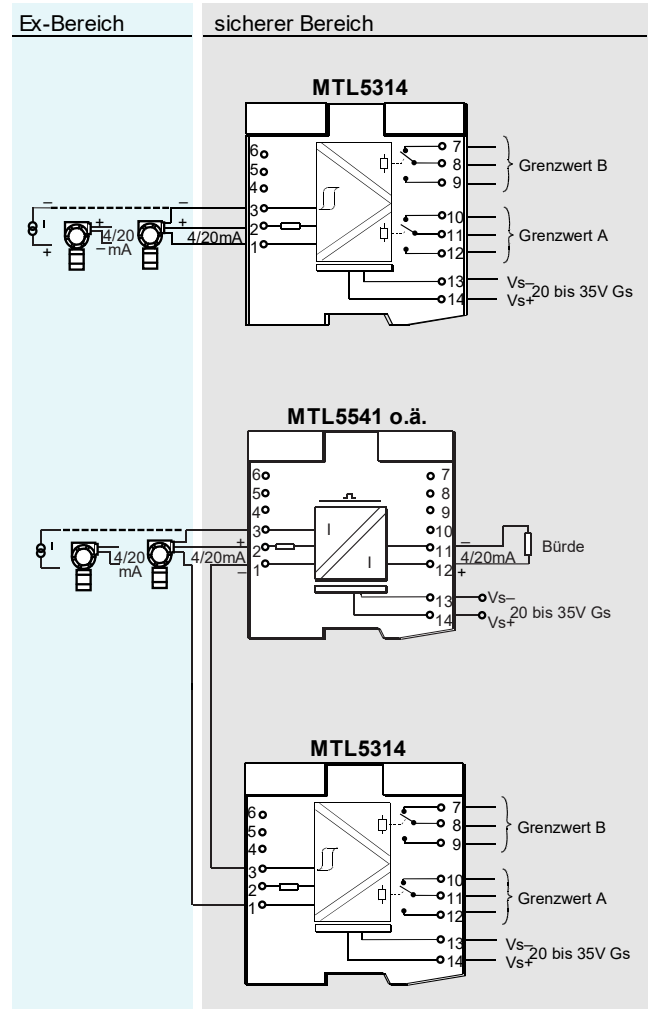 Ex-Bereich
sicherer Bereich
MTL5314
6
5
4
3
2
1
7
8
9
10
11
12
13
14
Grenzwert B
Grenzwert A
Vs–
Vs+
20 bis 35V Gs
–
I
+
+
4/20
– mA
–
+
4/20mA
MTL5541 o.ä.
6
5
4
3
2
1
7
8
9
10
11
12
13
14
I
I
I
4/20
mA
+
4/20mA
–
–
4/20mA
+
Bürde
Vs–
Vs+
20 bis 35V Gs
MTL5314
6
5
4
3
2
1
7
8
9
10
11
12
13
14
Grenzwert B
Grenzwert A
Vs–
Vs+
20 bis 35V Gs